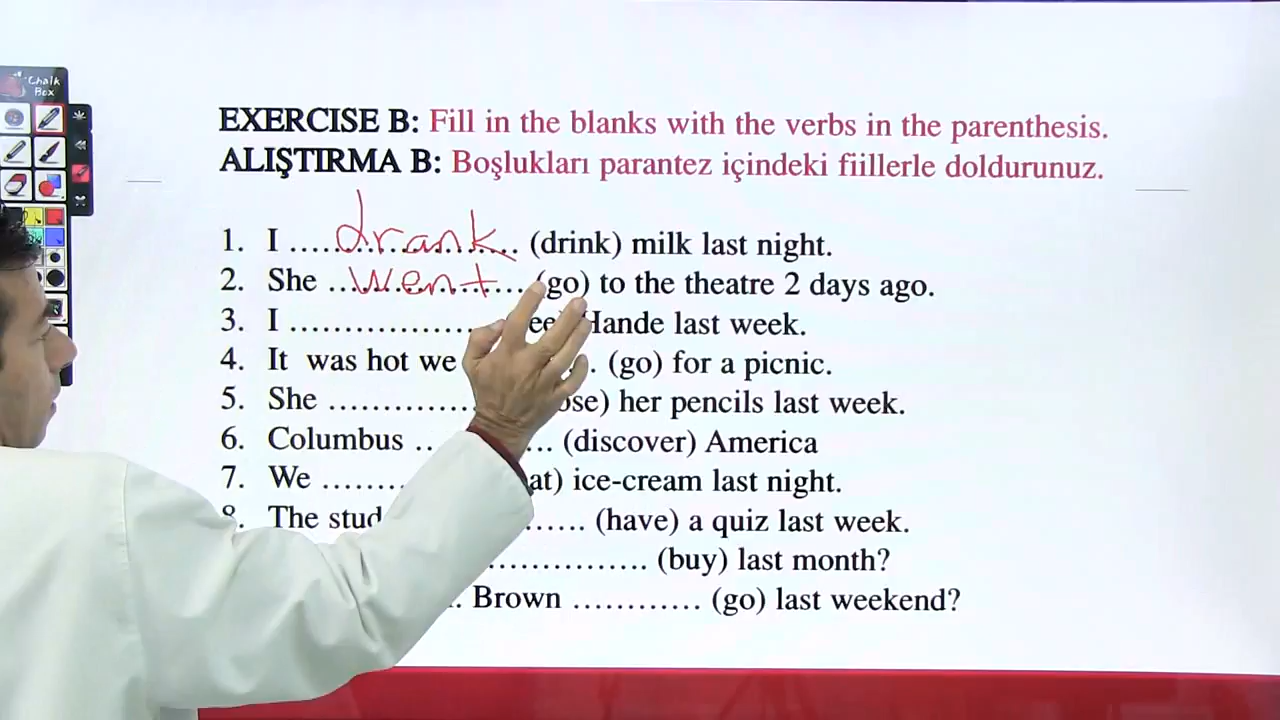 Chalk
Box
EXERCISE B: Fill in the blanks with the verbs in the parenthesis.
ALIŞTIRMA B: Boşlukları parantez içindeki fiillerle doldurunuz.
1. I ....drank.... (drink) milk last night.
2. She ....went.... (go) to the theatre 2 days ago.
3. I .................... Hande last week.
4. It was hot we . (go) for a picnic.
5. She ............... her pencils last week.
6. Columbus ..... (discover) America
7. We ........ ice-cream last night.
8. The ...... (have) a quiz last week.
................ (buy) last month?
Brown ............ (go) last weekend?